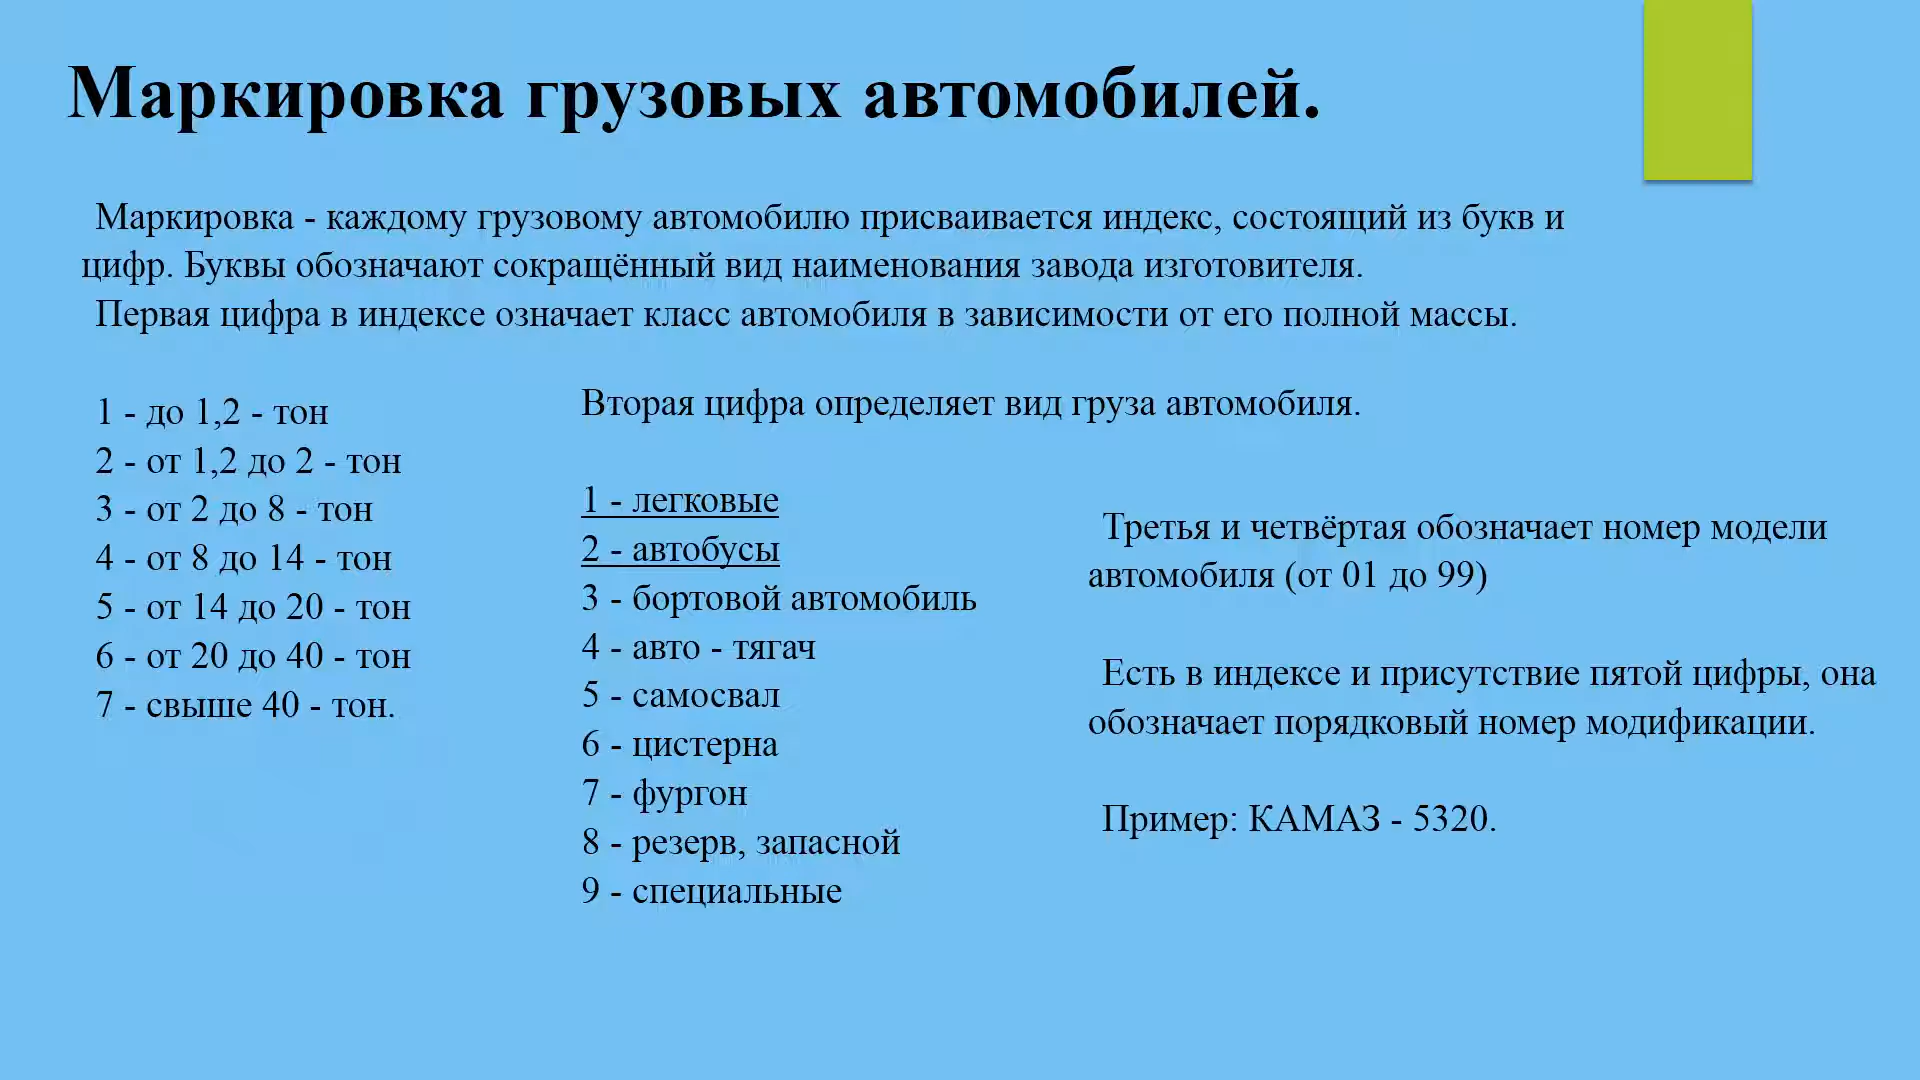 Маркировка грузовых автомобилей.
Маркировка - каждому грузовому автомобилю присваивается индекс, состоящий из букв и
цифр. Буквы обозначают сокращённый вид наименования завода изготовителя.
Первая цифра в индексе означает класс автомобиля в зависимости от его полной массы.
1 - до 1,2 - тон
2 - от 1,2 до 2 - тон
3 - от 2 до 8 - тон
4 - от 8 до 14 - тон
5 - от 14 до 20 - тон
6 - от 20 до 40 - тон
7 - свыше 40 - тон.
Вторая цифра определяет вид груза автомобиля.
1 - легковые
2 - автобусы
3 - бортовой автомобиль
4 - авто - тягач
5 - самосвал
6 - цистерна
7 - фургон
8 - резерв, запасной
9 - специальные
Третья и четвёртая обозначает номер модели
автомобиля (от 01 до 99)
Есть в индексе и присутствие пятой цифры, она
обозначает порядковый номер модификации.
Пример: КАМАЗ - 5320.